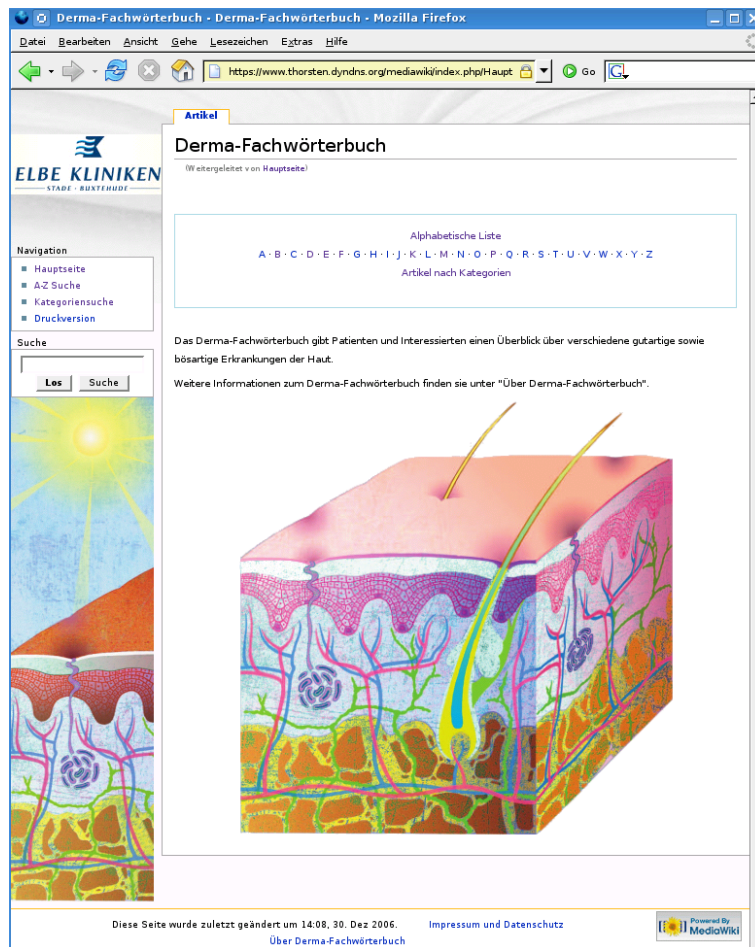 Derma-Fachwörterbuch - Derma-Fachwörterbuch - Mozilla Firefox
Datei Bearbeiten Ansicht Gehe Lesezeichen Extras Hilfe
https://www.thorsten.dyndns.org/mediawiki/index.php/Haupt Go G
Artikel
ELBE KLINIKEN
STADE · BUXTEHUDE
Derma-Fachwörterbuch
(Weitergeleitet von Hauptseite)
Alphabetische Liste
A · B · C · D · E · F · G · H · I · J · K · L · M · N · O · P · Q · R · S · T · U · V · W · X · Y · Z
Artikel nach Kategorien
Navigation
Hauptseite
A-Z Suche
Kategoriensuche
Druckversion
Suche
Los Suche
Das Derma-Fachwörterbuch gibt Patienten und Interessierten einen Überblick über verschiedene gutartige sowie
bösartige Erkrankungen der Haut.
Weitere Informationen zum Derma-Fachwörterbuch finden sie unter "Über Derma-Fachwörterbuch".
Diese Seite wurde zuletzt geändert um 14:08, 30. Dez 2006. Impressum und Datenschutz
Über Derma-Fachwörterbuch
Powered By
MediaWiki